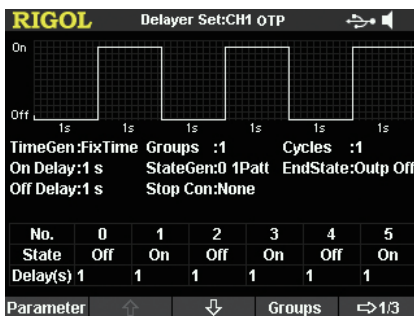 RIGOL Delayer Set:CH1 OTP
On
Off
1s 1s 1s 1s 1s 1s
TimeGen:FixTime Groups :1 Cycles :1
On Delay:1 s StateGen:0 1Patt EndState:Outp Off
Off Delay:1 s Stop Con:None
No. 0 1 2 3 4 5
State Off On Off On Off On
Delay(s) 1 1 1 1 1 1
Parameter Groups 1/3